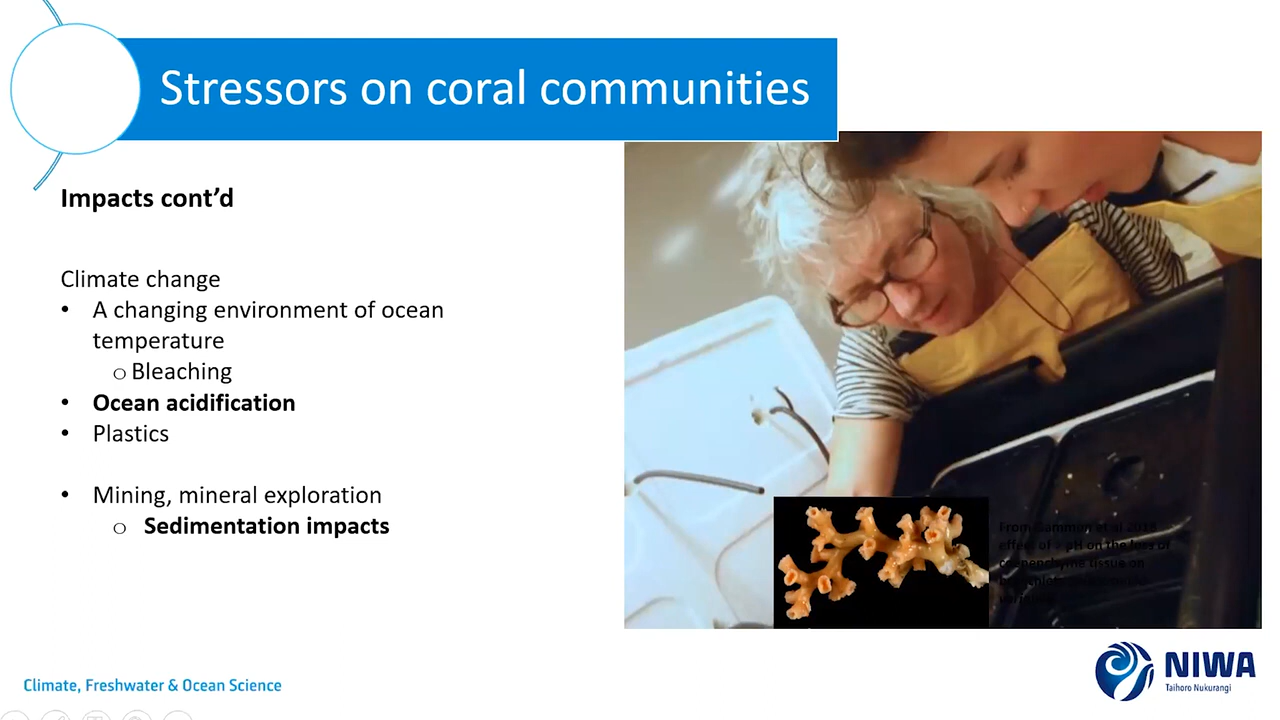 Stressors on coral communities
Impacts cont’d
Climate change
• A changing environment of ocean
temperature
o Bleaching
• Ocean acidification
• Plastics
• Mining, mineral exploration
o Sedimentation impacts
From Gammon et al 2018
effect of pH on the loss of
coenenchyme tissue on
NIWA
Taihoro Nukurangi
Climate, Freshwater & Ocean Science